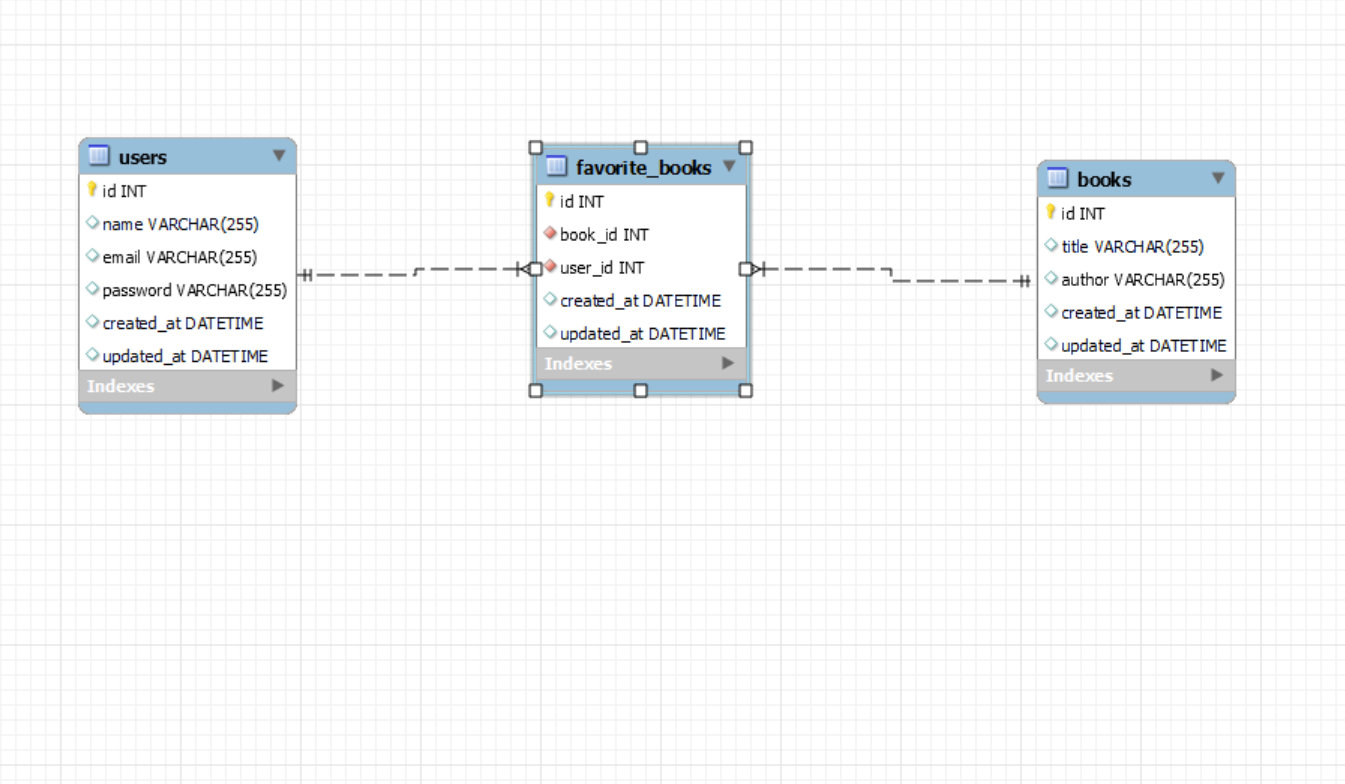 users
id INT
name VARCHAR(255)
email VARCHAR(255)
password VARCHAR(255)
created_at DATETIME
updated_at DATETIME
Indexes
favorite_books
id INT
book_id INT
user_id INT
created_at DATETIME
updated_at DATETIME
Indexes
books
id INT
title VARCHAR(255)
author VARCHAR(255)
created_at DATETIME
updated_at DATETIME
Indexes